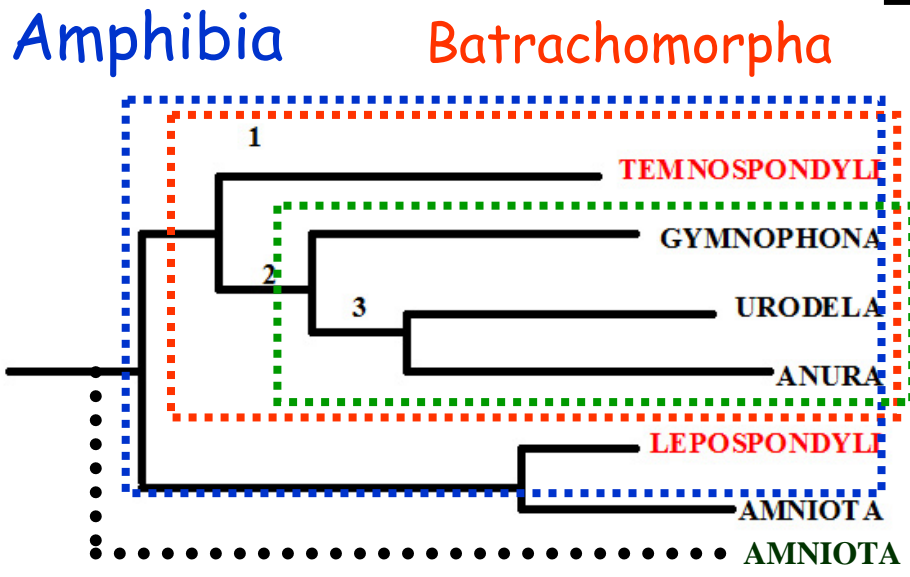 Amphibia Batrachomorpha
1
TEMNOSPONDYLI
GYMNOPHONA
2
3
URODELA
ANURA
LEPOSPONDYLI
AMNIOTA
AMNIOTA